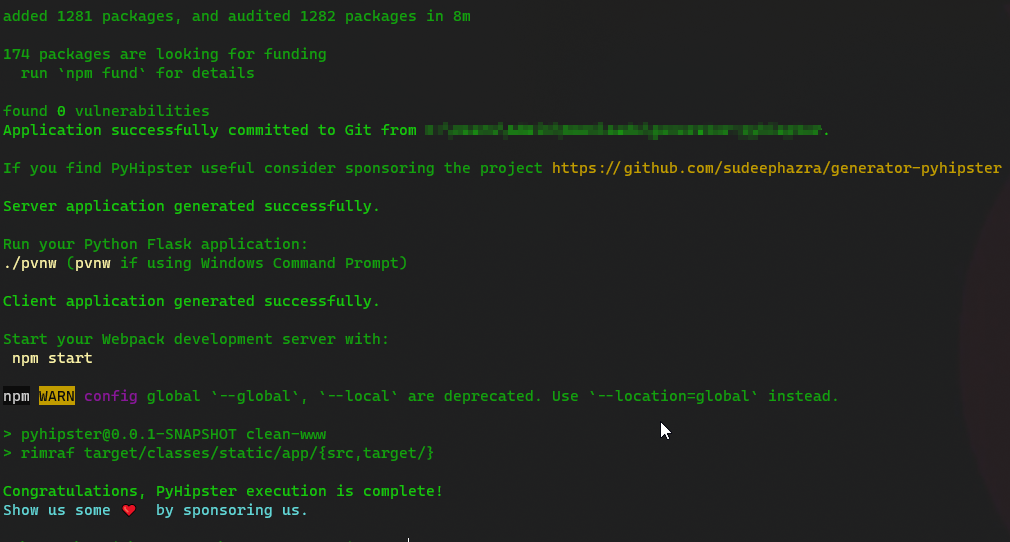 added 1281 packages, and audited 1282 packages in 8m
174 packages are looking for funding
run `npm fund` for details
found 0 vulnerabilities
Application successfully committed to Git from .
If you find PyHipster useful consider sponsoring the project https://github.com/sudeephazra/generator-pyhipster
Server application generated successfully.
Run your Python Flask application:
./pvnw (pvnw if using Windows Command Prompt)
Client application generated successfully.
Start your Webpack development server with:
npm start
npm WARN config global `--global`, `--local` are deprecated. Use `--location=global` instead.
> pyhipster@0.0.1-SNAPSHOT clean-www
> rimraf target/classes/static/app/{src,target/}
Congratulations, PyHipster execution is complete!
Show us some ❤️ by sponsoring us.